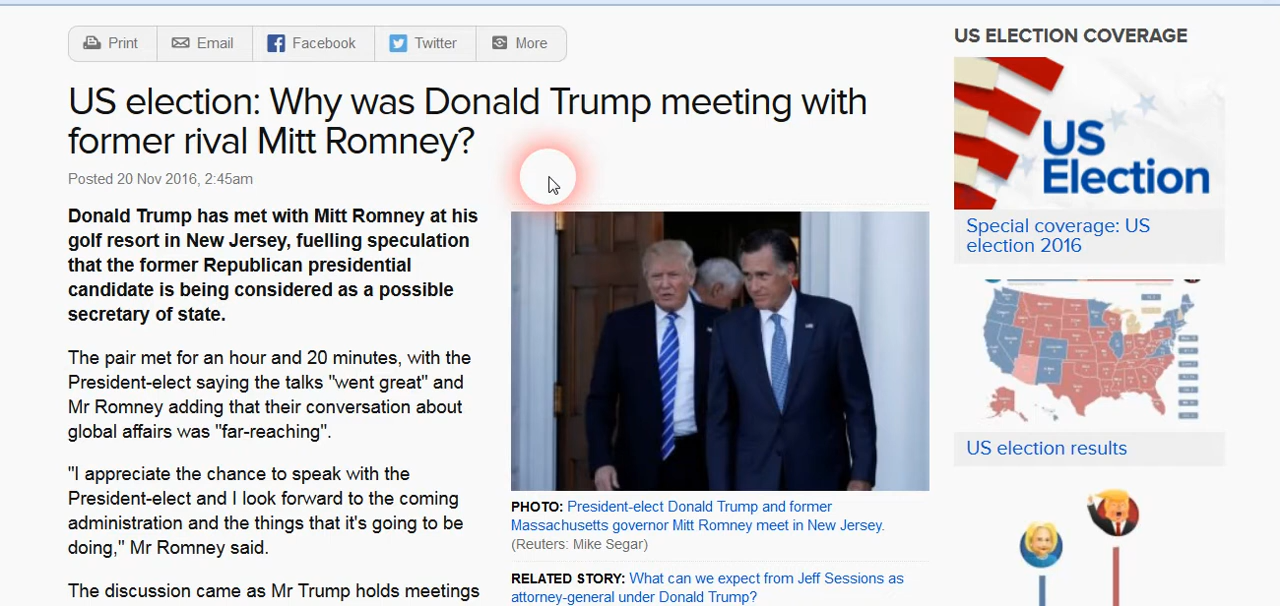 Print
Email
Facebook
Twitter
More
US election: Why was Donald Trump meeting with
former rival Mitt Romney?
Posted 20 Nov 2016, 2:45am
Donald Trump has met with Mitt Romney at his
golf resort in New Jersey, fuelling speculation
that the former Republican presidential
candidate is being considered as a possible
secretary of state.
The pair met for an hour and 20 minutes, with the
President-elect saying the talks "went great" and
Mr Romney adding that their conversation about
global affairs was "far-reaching".
"I appreciate the chance to speak with the
President-elect and I look forward to the coming
administration and the things that it's going to be
doing," Mr Romney said.
The discussion came as Mr Trump holds meetings
PHOTO: President-elect Donald Trump and former
Massachusetts governor Mitt Romney meet in New Jersey.
(Reuters: Mike Segar)
RELATED STORY: What can we expect from Jeff Sessions as
attorney-general under Donald Trump?
US ELECTION COVERAGE
US
Election
Special coverage: US
election 2016
US election results